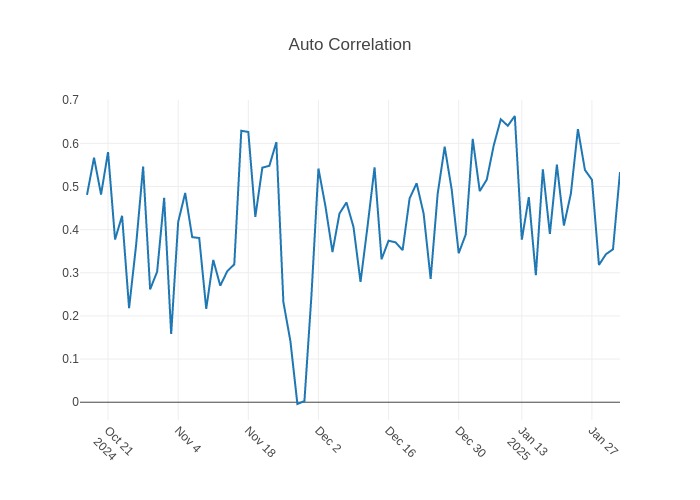 Auto Correlation
0.7
0.6
0.5
0.4
0.3
0.2
0.1
0
Oct 21
2024
Nov 4
Nov 18
Dec 2
Dec 16
Dec 30
Jan 13
2025
Jan 27